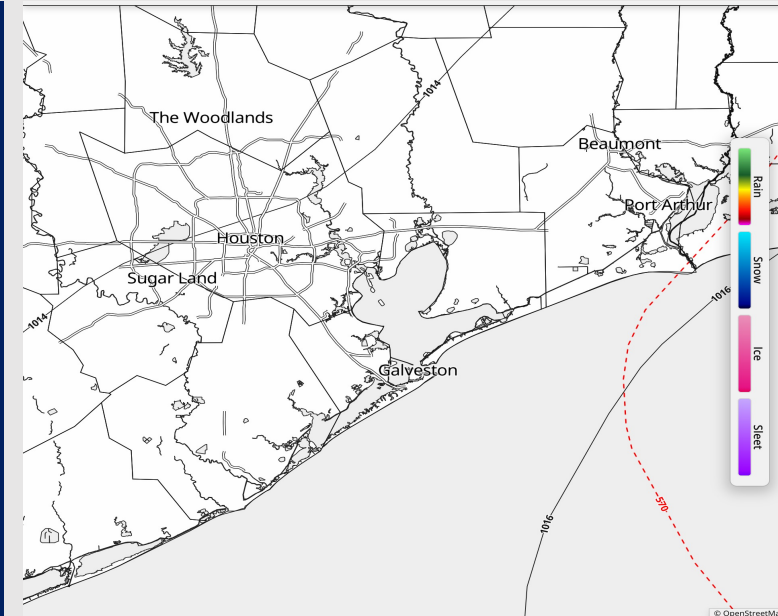 1014
The Woodlands
Beaumont
Rain
Port Arthur
Houston
Snow
Sugar Land
1016
1014
Ice
Galveston
Sleet
570
1016
© OpenStreetMa